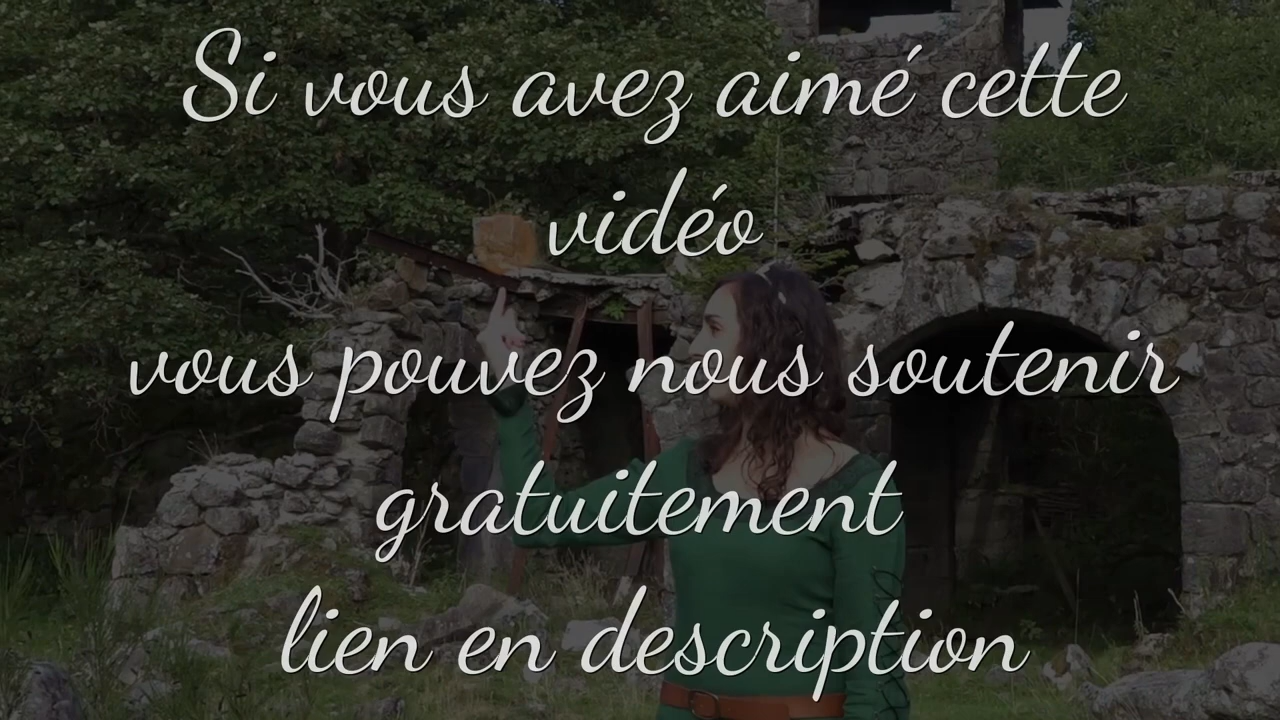 Si vous avez aimé cette
vidéo
vous pouvez nous soutenir
gratuitement
lien en description